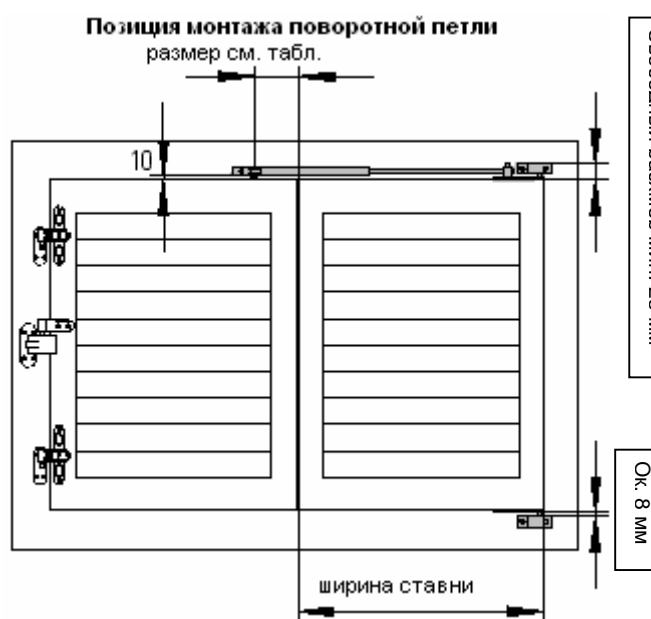 Позиция монтажа поворотной петли
размер см. табл.
10
Ок. 8 мм
ширина ставни